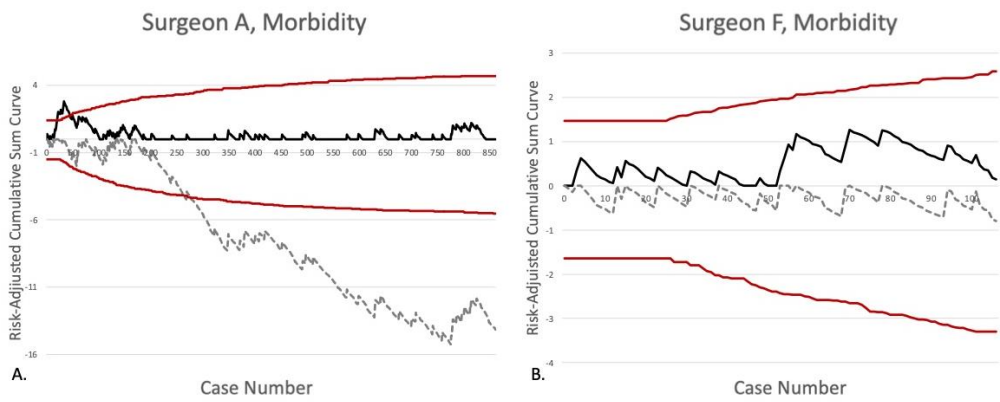 Surgeon A, Morbidity
Risk-Adjiusted Cumulative Sum Curve
4
-1
-6
-11
-16
0 50 100 150 200 250 300 350 400 450 500 550 600 650 700 750 800 850
A.
Case Number
Surgeon F, Morbidity
Risk-Adjuisted Cumulative Sum Curve
3
2
1
0
-1
-2
-3
-4
0 10 20 30 40 50 60 70 80 90 100
B.
Case Number